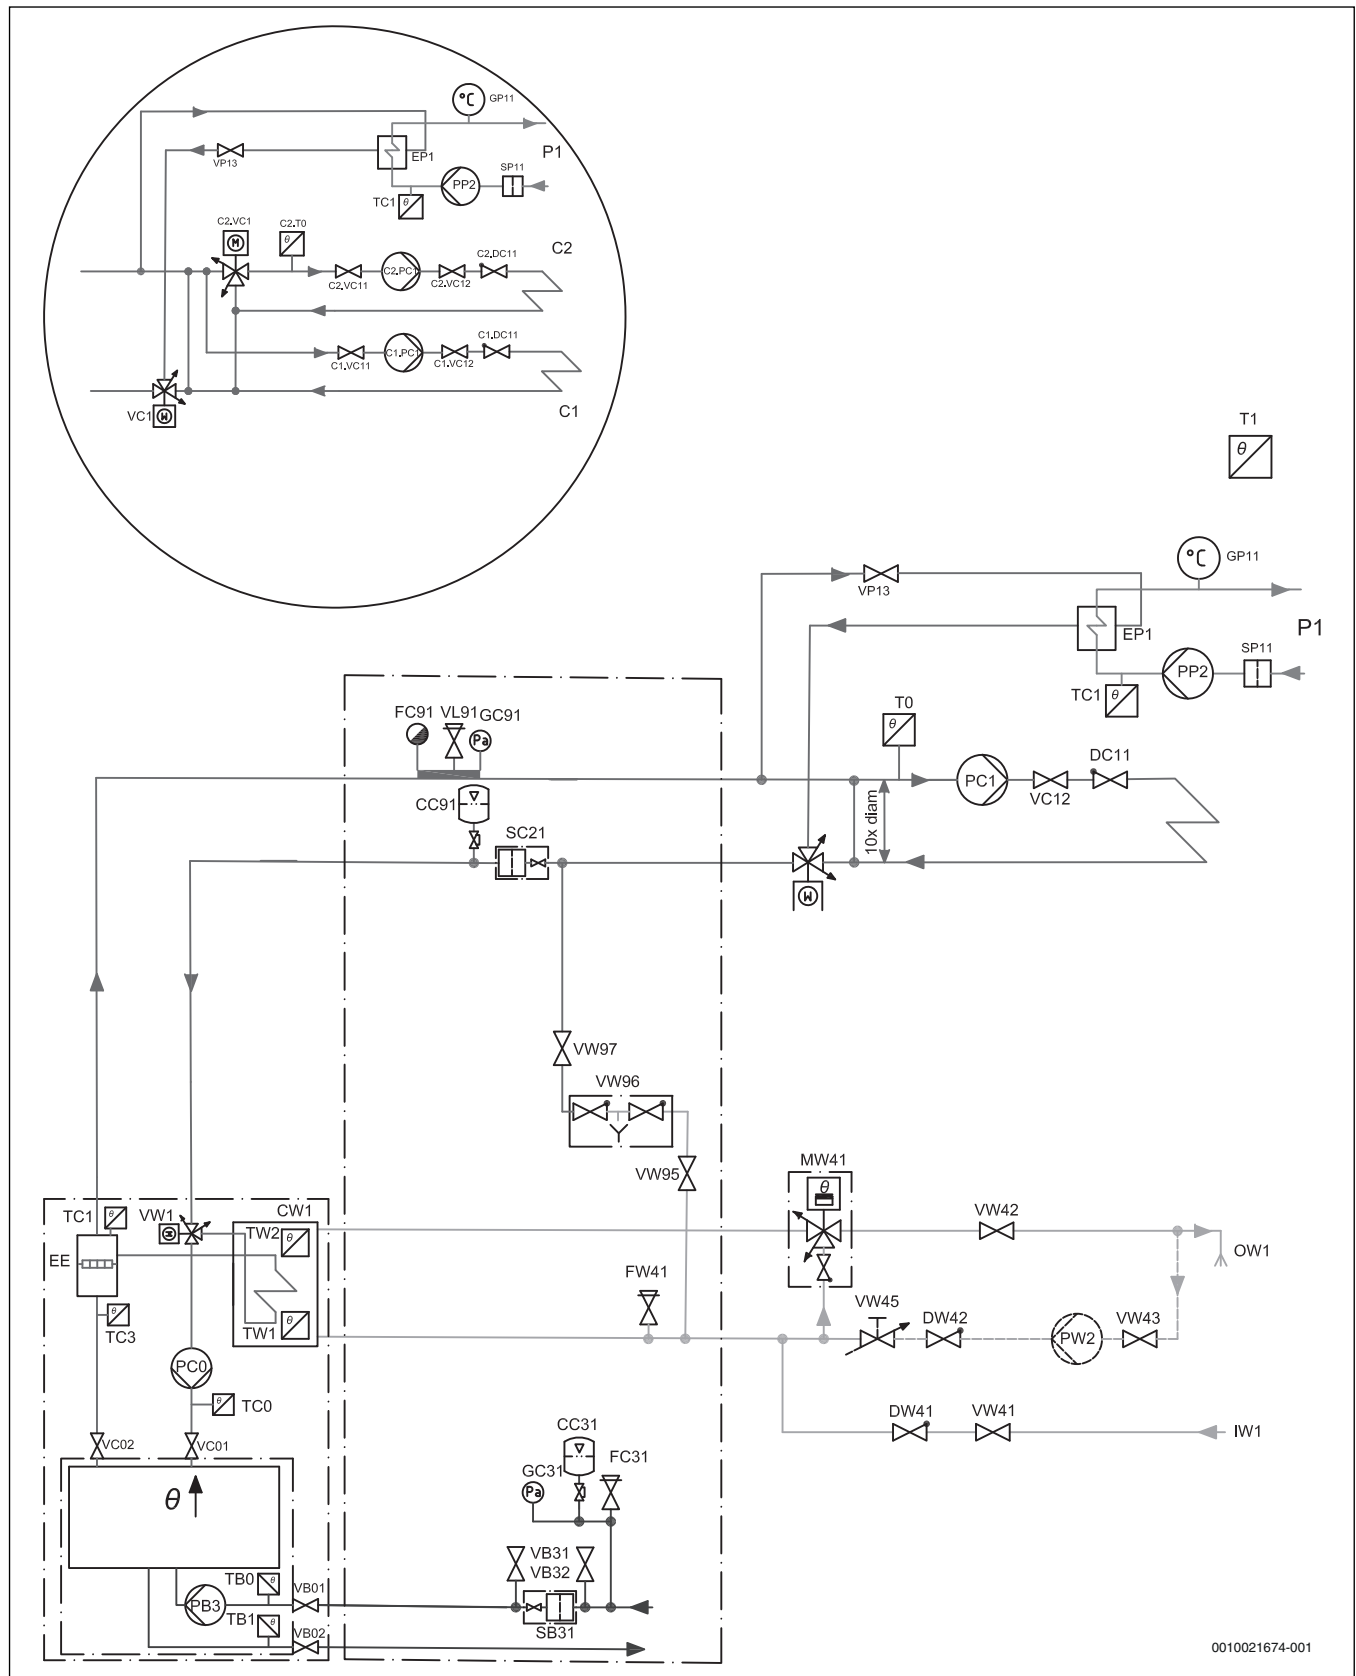 °C
GP11
P1
VP13
EP1
SP11
PP2
TC1
θ
C2.VC1
M
C2.T0
θ
C2
C2.DC11
C2.PC1
C2.VC11
C2.VC12
C1.DC11
C1.PC1
C1.VC11
C1.VC12
C1
VC1
M
T1
θ
°C
GP11
VP13
EP1
P1
SP11
PP2
TC1
θ
T0
θ
DC11
PC1
VC12
10x diam
M
FC91
VL91
GC91
Pa
CC91
SC21
VW97
VW96
VW95
MW41
θ
VW42
OW1
FW41
VW45
DW42
PW2
VW43
DW41
VW41
IW1
TC1
θ
VW1
M
CW1
TW2
θ
EE
TW1
θ
TC3
θ
PC0
TC0
θ
VC02
VC01
θ
CC31
GC31
Pa
FC31
VB31
VB32
SB31
TB0
θ
VB01
PB3
TB1
θ
VB02
0010021674-001